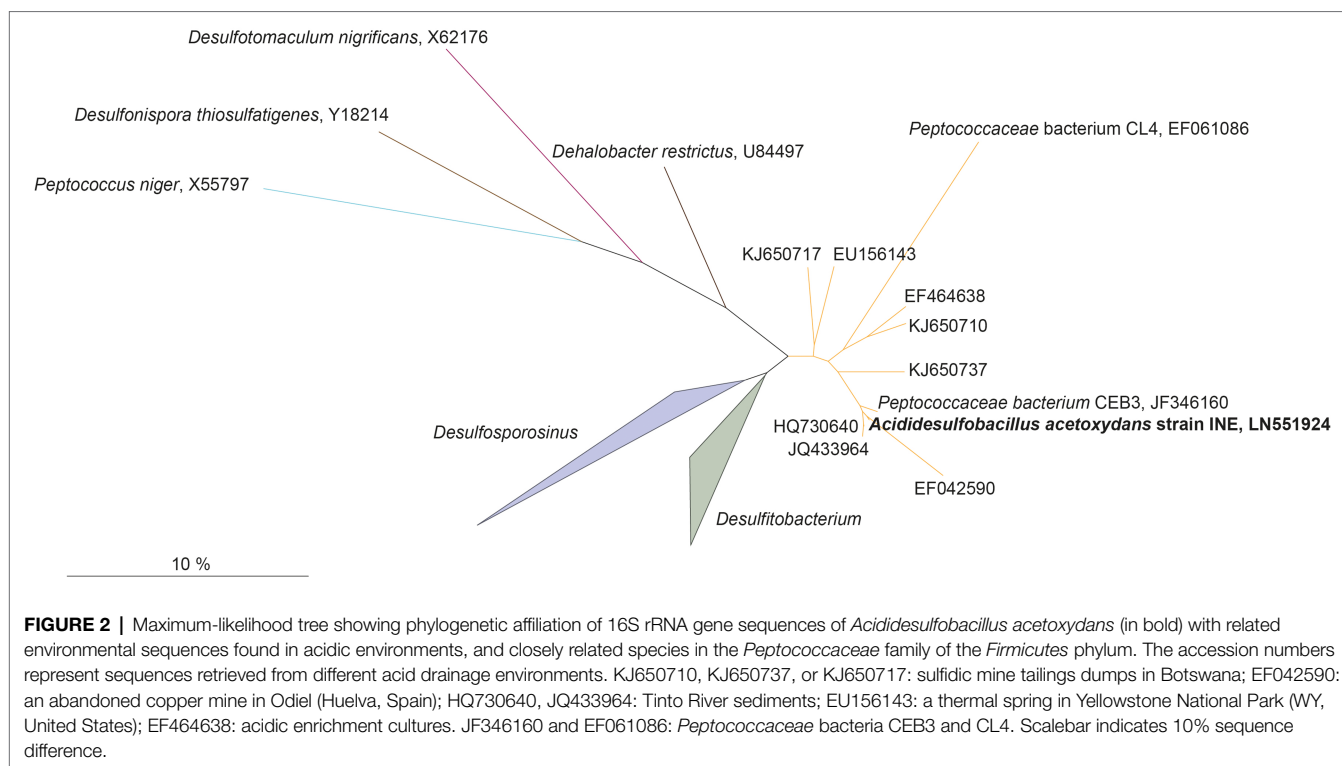 Desulfotomaculum nigrificans, X62176
Desulfonispora thiosulfatigenes, Y18214
Peptococcaceae bacterium CL4, EF061086
Dehalobacter restrictus, U84497
Peptococcus niger, X55797
KJ650717
EU156143
EF464638
KJ650710
KJ650737
Peptococcaceae bacterium CEB3, JF346160
HQ730640
Acididesulfobacillus acetoxydans strain INE, LN551924
JQ433964
Desulfosporosinus
EF042590
Desulfitobacterium
10 %
FIGURE 2 | Maximum-likelihood tree showing phylogenetic affiliation of 16S rRNA gene sequences of Acididesulfobacillus acetoxydans (in bold) with related
environmental sequences found in acidic environments, and closely related species in the Peptococcaceae family of the Firmicutes phylum. The accession numbers
represent sequences retrieved from different acid drainage environments. KJ650710, KJ650737, or KJ650717: sulfidic mine tailings dumps in Botswana; EF042590:
an abandoned copper mine in Odiel (Huelva, Spain); HQ730640, JQ433964: Tinto River sediments; EU156143: a thermal spring in Yellowstone National Park (WY,
United States); EF464638: acidic enrichment cultures. JF346160 and EF061086: Peptococcaceae bacteria CEB3 and CL4. Scalebar indicates 10% sequence
difference.